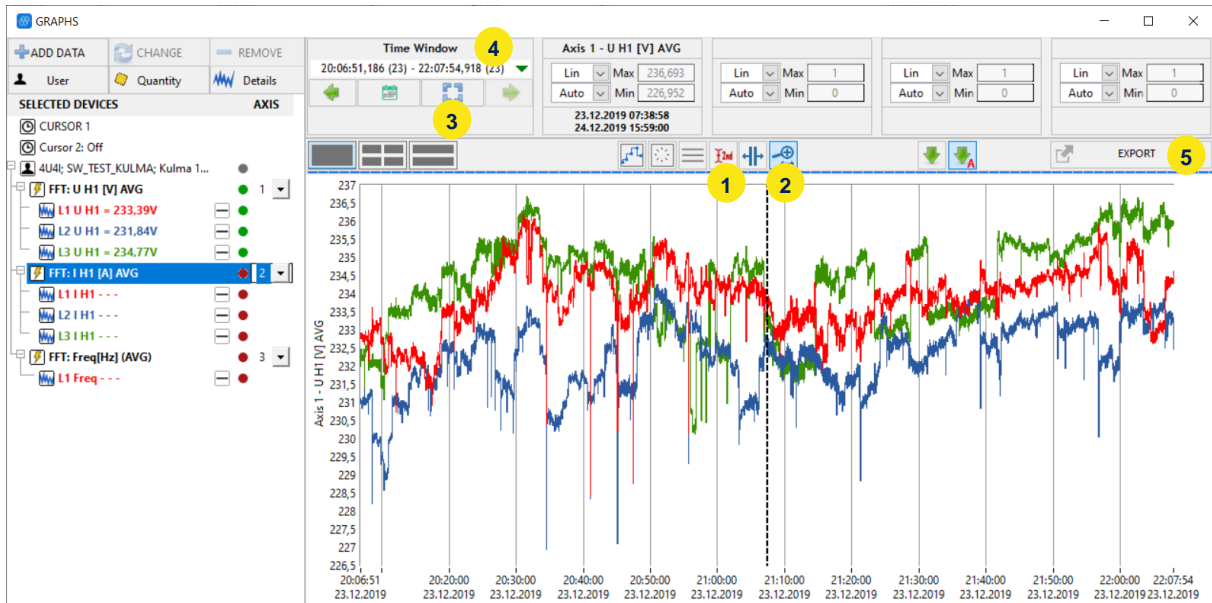 GRAPHS
ADD DATA CHANGE REMOVE
User Quantity Details
SELECTED DEVICES AXIS
CURSOR 1
Cursor 2: Off
4U4I; SW_TEST_KULMA; Kulma 1...
FFT: U H1 [V] AVG 1
L1 U H1 = 233,39V
L2 U H1 = 231,84V
L3 U H1 = 234,77V
FFT: I H1 [A] AVG 2
L1 I H1 - - -
L2 I H1 - - -
L3 I H1 - - -
FFT: Freq[Hz] (AVG) 3
L1 Freq - - -
Time Window 4
20:06:51,186 (23) - 22:07:54,918 (23)
3
Axis 1 - U H1 [V] AVG
Lin Max 236,693
Auto Min 226,952
23.12.2019 07:38:58
24.12.2019 15:59:00
Lin Max 1
Auto Min 0
Lin Max 1
Auto Min 0
Lin Max 1
Auto Min 0
2nd A EXPORT 5
1 2
Axis 1 - U H1 [V] AVG
237
236,5
236
235,5
235
234,5
234
233,5
233
232,5
232
231,5
231
230,5
230
229,5
229
228,5
228
227,5
227
226,5
20:06:51 20:20:00 20:30:00 20:40:00 20:50:00 21:00:00 21:10:00 21:20:00 21:30:00 21:40:00 21:50:00 22:00:00 22:07:54
23.12.2019 23.12.2019 23.12.2019 23.12.2019 23.12.2019 23.12.2019 23.12.2019 23.12.2019 23.12.2019 23.12.2019 23.12.2019 23.12.2019 23.12.2019